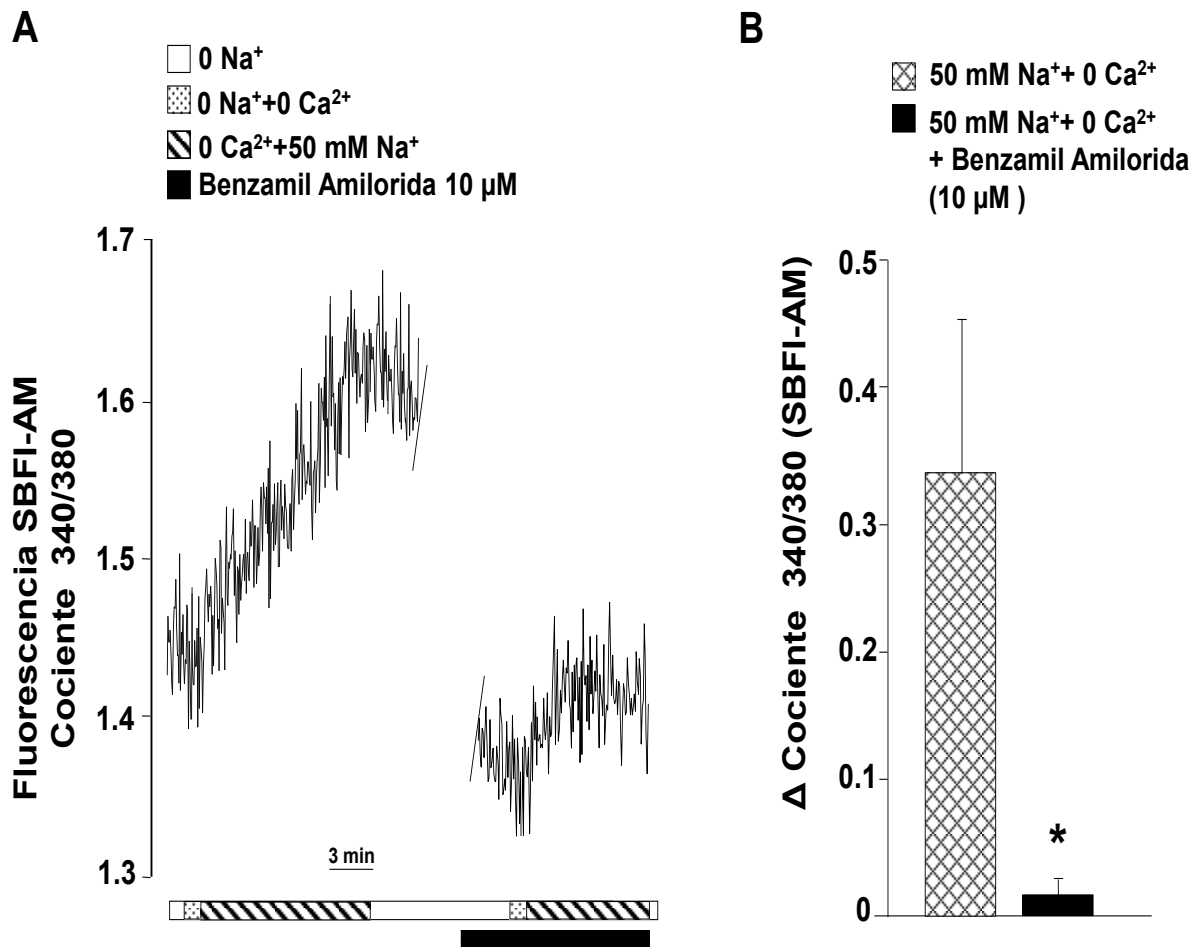 A
0 Na⁺
0 Na⁺+0 Ca²⁺
0 Ca²⁺+50 mM Na⁺
Benzamil Amilorida 10 µM
Fluorescencia SBFI-AM
Cociente 340/380
1.7
1.6
1.5
1.4
1.3
3 min
B
50 mM Na⁺+ 0 Ca²⁺
50 mM Na⁺+ 0 Ca²⁺
+ Benzamil Amilorida
(10 µM )
Δ Cociente 340/380 (SBFI-AM)
0.5
0.4
0.3
0.2
0.1
0
*